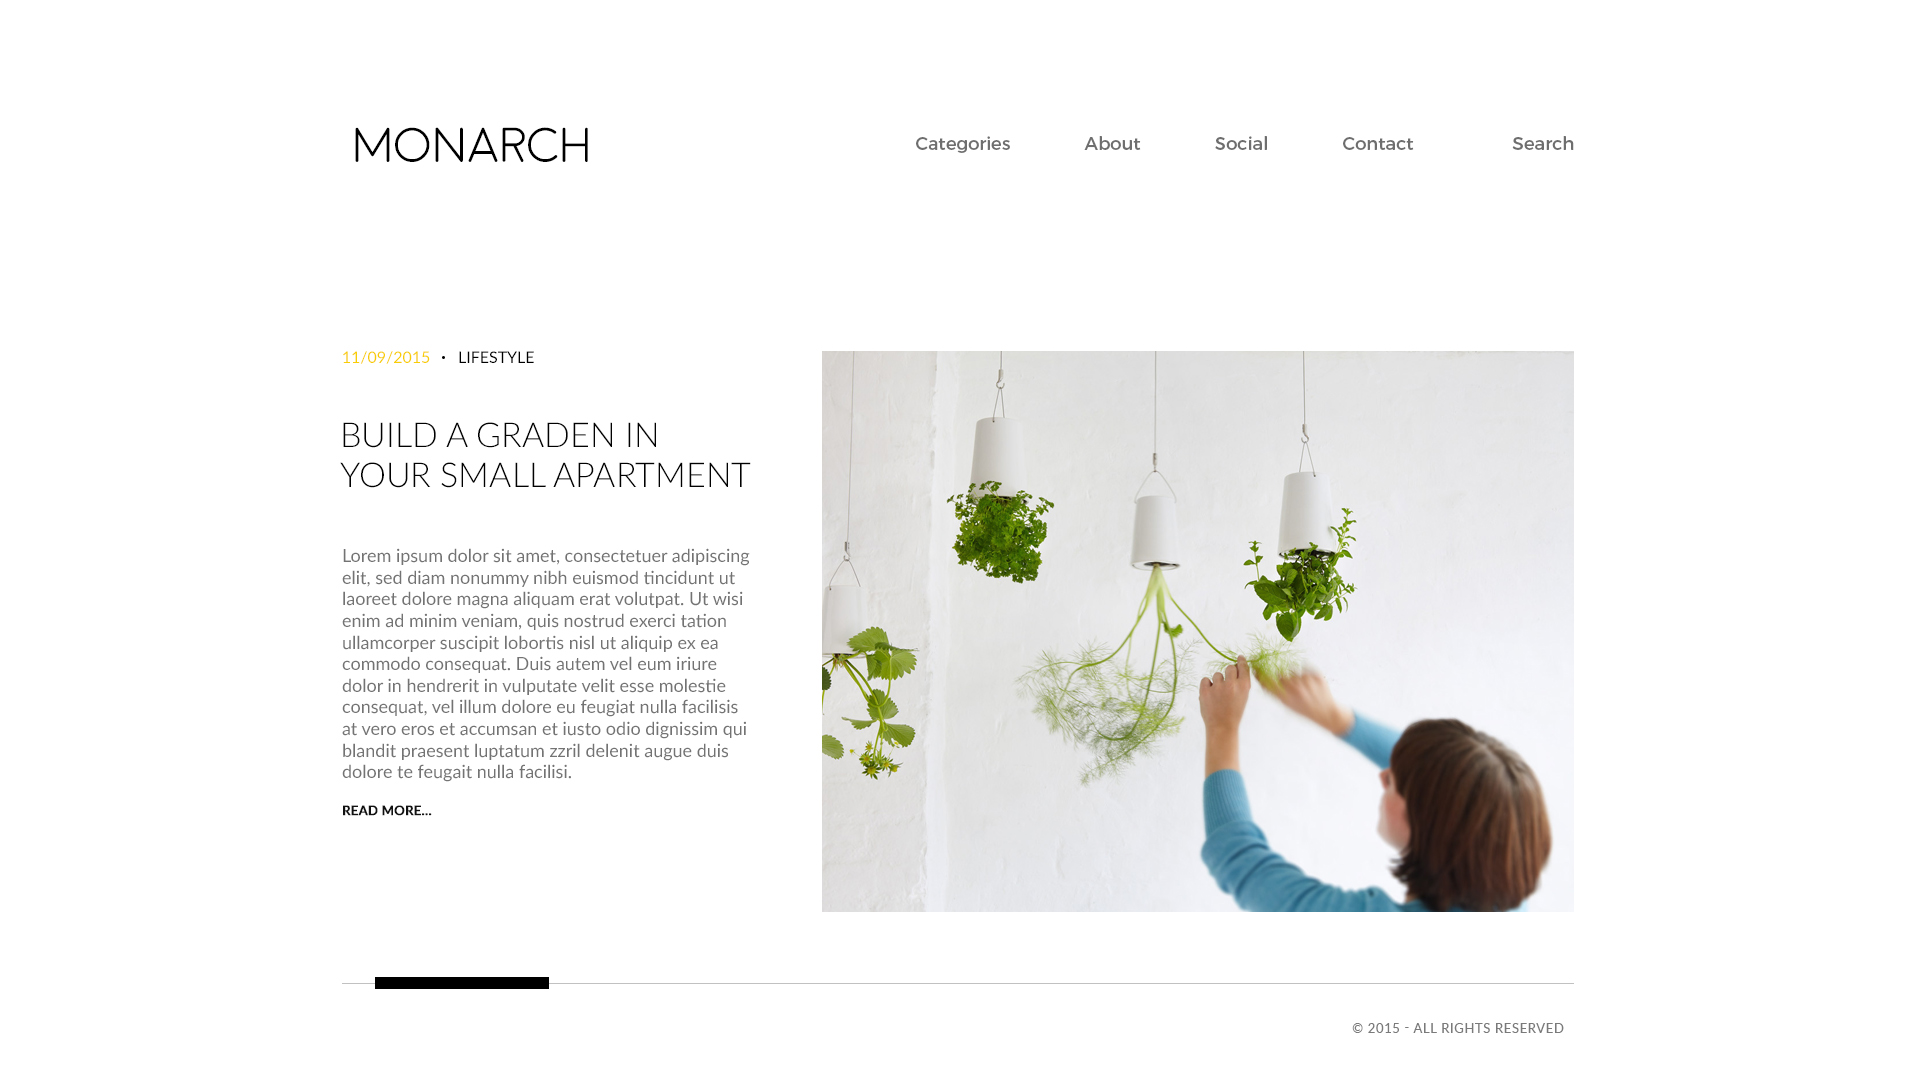 MONARCH
Categories About Social Contact Search
11/09/2015 • LIFESTYLE
BUILD A GRADEN IN
YOUR SMALL APARTMENT
Lorem ipsum dolor sit amet, consectetuer adipiscing
elit, sed diam nonummy nibh euismod tincidunt ut
laoreet dolore magna aliquam erat volutpat. Ut wisi
enim ad minim veniam, quis nostrud exerci tation
ullamcorper suscipit lobortis nisl ut aliquip ex ea
commodo consequat. Duis autem vel eum iriure
dolor in hendrerit in vulputate velit esse molestie
consequat, vel illum dolore eu feugiat nulla facilisis
at vero eros et accumsan et iusto odio dignissim qui
blandit praesent luptatum zzril delenit augue duis
dolore te feugait nulla facilisi.
READ MORE...
© 2015 - ALL RIGHTS RESERVED